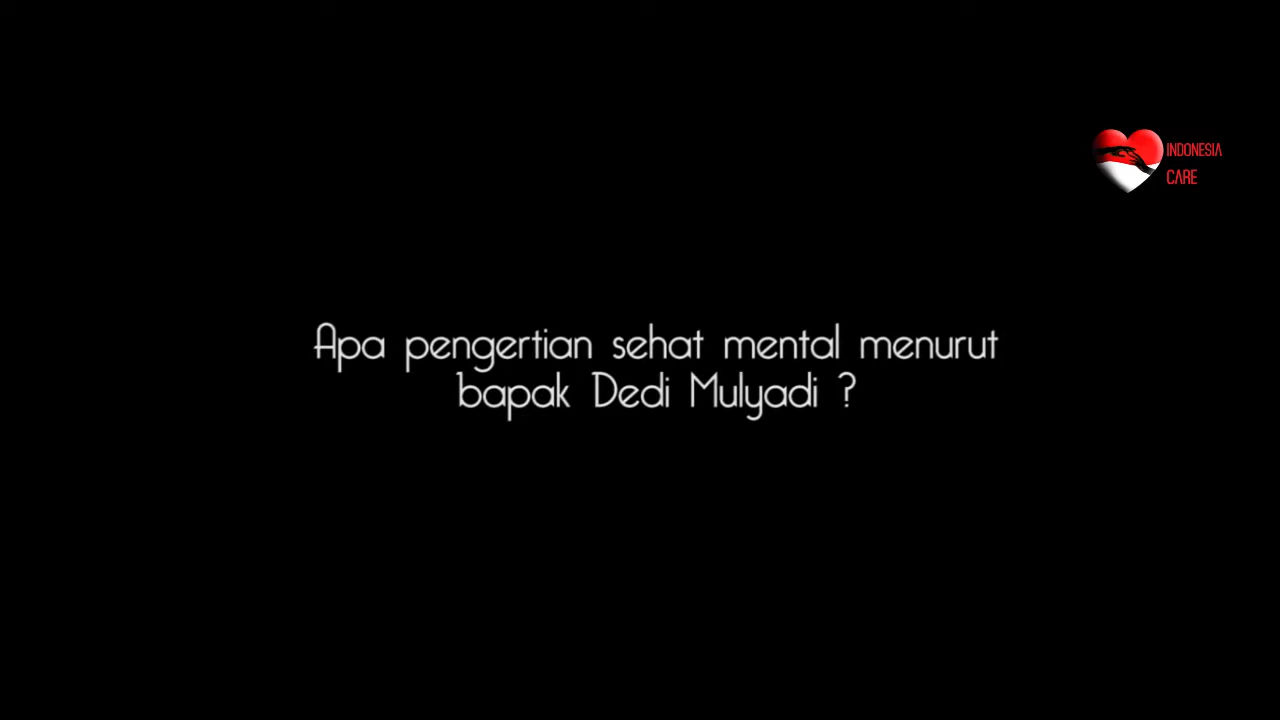 INDONESIA
CARE
Apa pengertian sehat mental menurut
bapak Dedi Mulyadi ?